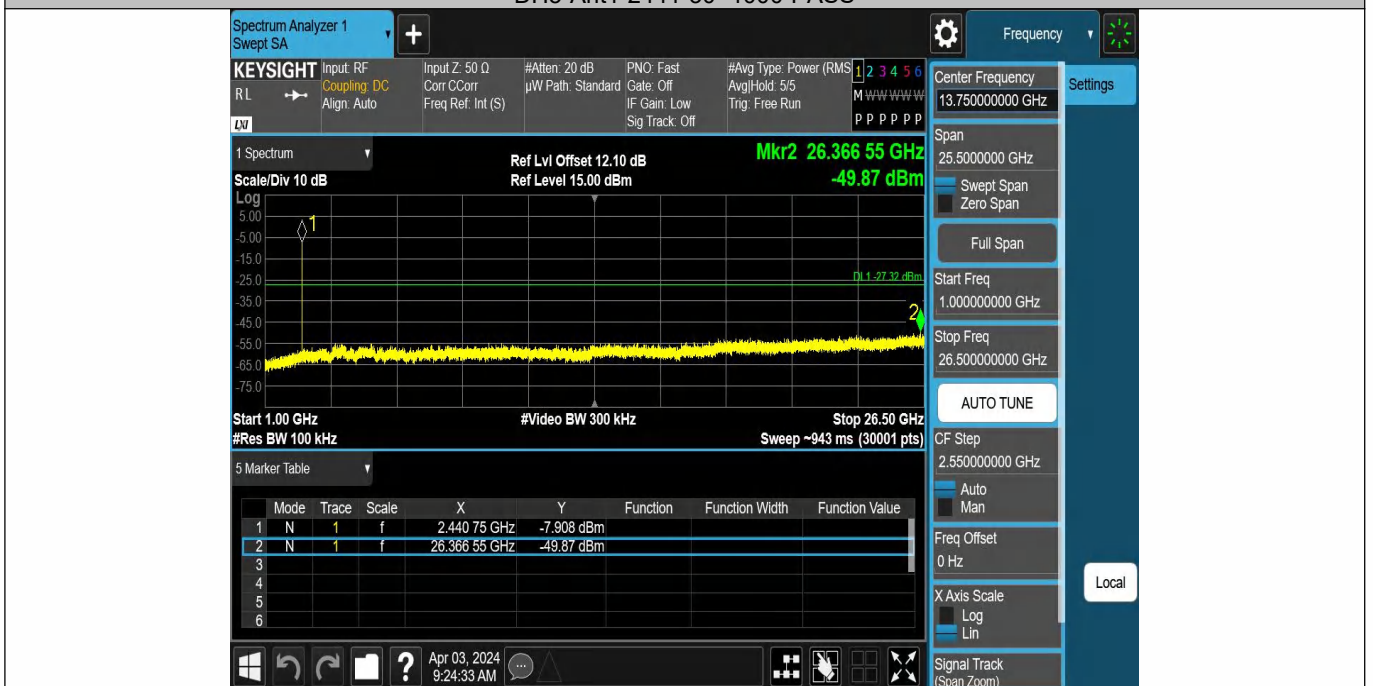 Spectrum Analyzer 1
Swept SA
+
Frequency
KEYSIGHT
RL
LXI
Input: RF
Coupling: DC
Align: Auto
Input Z: 50 Ω
Corr CCorr
Freq Ref: Int (S)
#Atten: 20 dB
µW Path: Standard
PNO: Fast
Gate: Off
IF Gain: Low
Sig Track: Off
#Avg Type: Power (RMS
Avg|Hold: 5/5
Trig: Free Run
1 2 3 4 5 6
M W W W W W
P P P P P P
1 Spectrum
Scale/Div 10 dB
Ref Lvl Offset 12.10 dB
Ref Level 15.00 dBm
Mkr2 26.366 55 GHz
-49.87 dBm
Log
5.00
-5.00
-15.0
-25.0
-35.0
-45.0
-55.0
-65.0
-75.0
1
DL1 -27.32 dBm
2
Start 1.00 GHz
#Video BW 300 kHz
Stop 26.50 GHz
#Res BW 100 kHz
Sweep ~943 ms (30001 pts)
5 Marker Table
Mode Trace Scale X Y Function Function Width Function Value
1 N 1 f 2.440 75 GHz -7.908 dBm
2 N 1 f 26.366 55 GHz -49.87 dBm
3
4
5
6
?
Apr 03, 2024
9:24:33 AM
Center Frequency
13.750000000 GHz
Settings
Span
25.5000000 GHz
Swept Span
Zero Span
Full Span
Start Freq
1.000000000 GHz
Stop Freq
26.500000000 GHz
AUTO TUNE
CF Step
2.550000000 GHz
Auto
Man
Freq Offset
0 Hz
X Axis Scale
Log
Lin
Local
Signal Track
(Span Zoom)